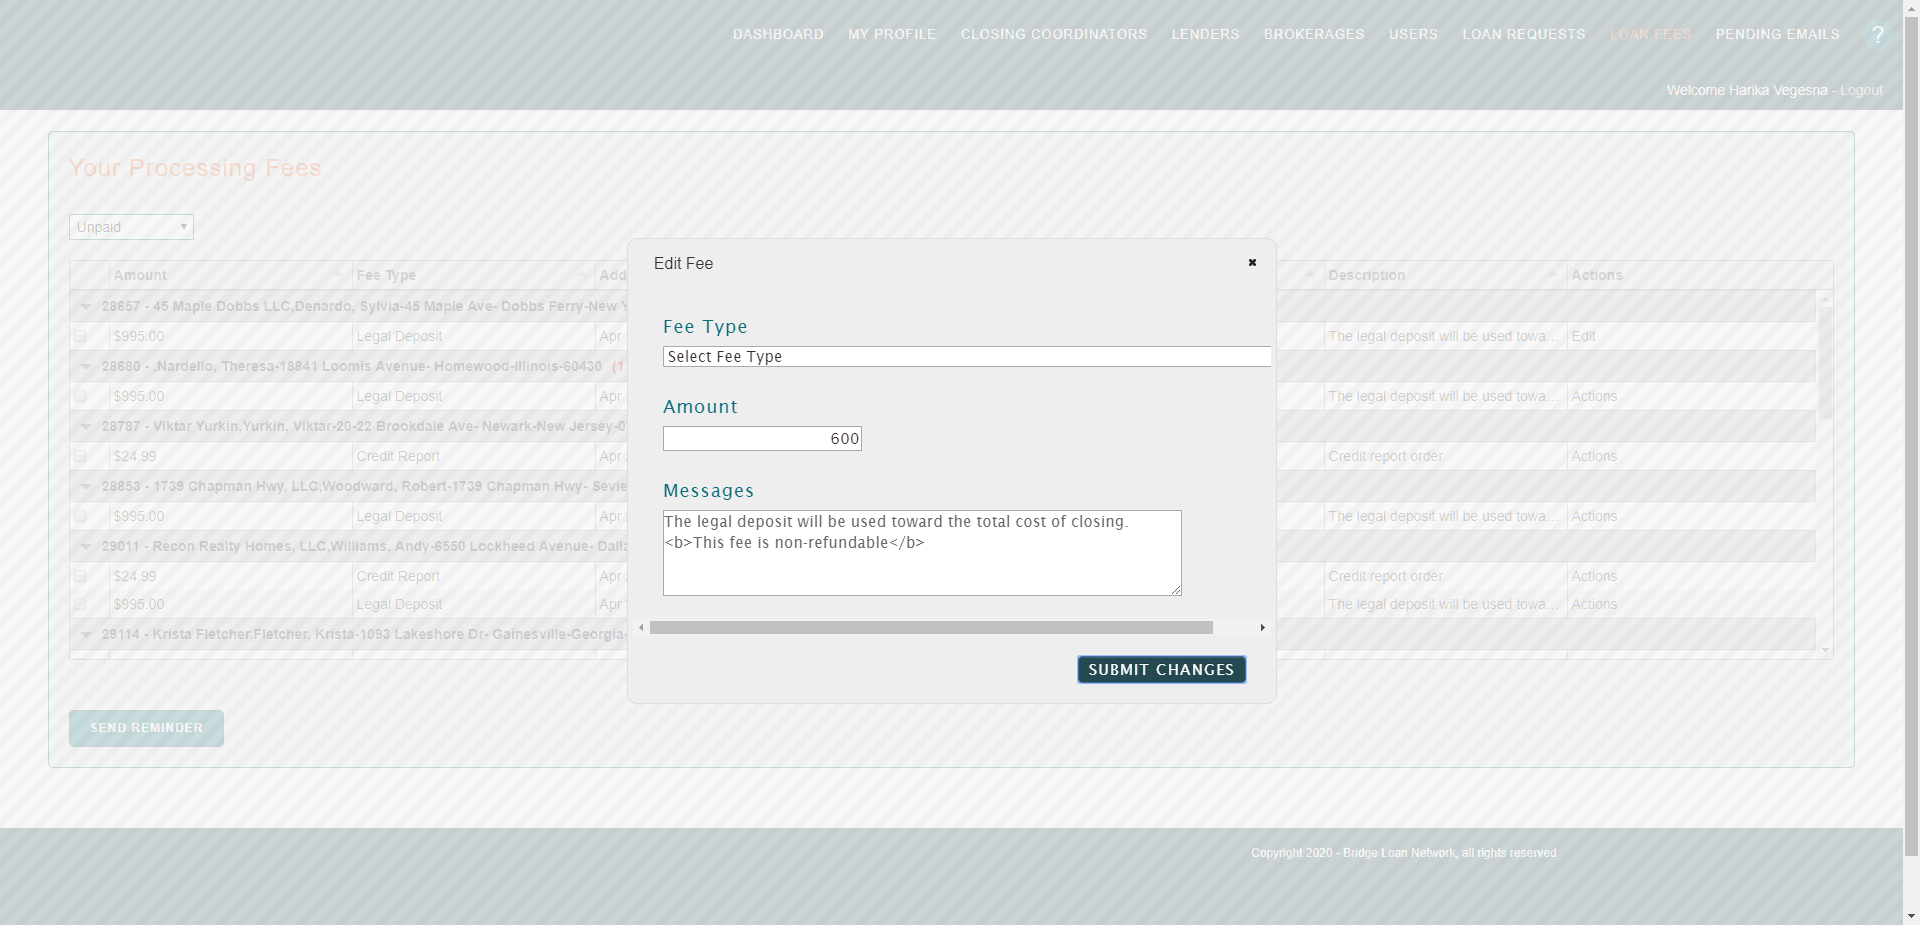 DASHBOARD MY PROFILE CLOSING COORDINATORS LENDERS BROKERAGES USERS LOAN REQUESTS LOAN FEES PENDING EMAILS ?
Welcome Harika Vegesna - Logout
Your Processing Fees
Unpaid
Amount Fee Type Add Description Actions
28657 - 45 Maple Dobbs LLC,Denardo, Sylvia-45 Maple Ave- Dobbs Ferry-New Y
$995.00 Legal Deposit Apr The legal deposit will be used towa... Edit
28680 - ,Nardello, Theresa-18841 Loomis Avenue- Homewood-Illinois-60430 (1
$995.00 Legal Deposit Apr The legal deposit will be used towa... Actions
28787 - Viktar Yurkin,Yurkin, Viktar-20-22 Brookdale Ave- Newark-New Jersey-0
$24.99 Credit Report Apr Credit report order Actions
28853 - 1739 Chapman Hwy, LLC,Woodward, Robert-1739 Chapman Hwy- Sevie
$995.00 Legal Deposit Apr The legal deposit will be used towa... Actions
29011 - Recon Realty Homes, LLC,Williams, Andy-6550 Lockheed Avenue- Dalla
$24.99 Credit Report Apr Credit report order Actions
$995.00 Legal Deposit Apr The legal deposit will be used towa... Actions
29114 - Krista Fletcher,Fletcher, Krista-1093 Lakeshore Dr- Gainesville-Georgia-
SEND REMINDER
Edit Fee
Fee Type
Select Fee Type
Amount
600
Messages
The legal deposit will be used toward the total cost of closing.
<b>This fee is non-refundable</b>
SUBMIT CHANGES
Copyright 2020 - Bridge Loan Network, all rights reserved